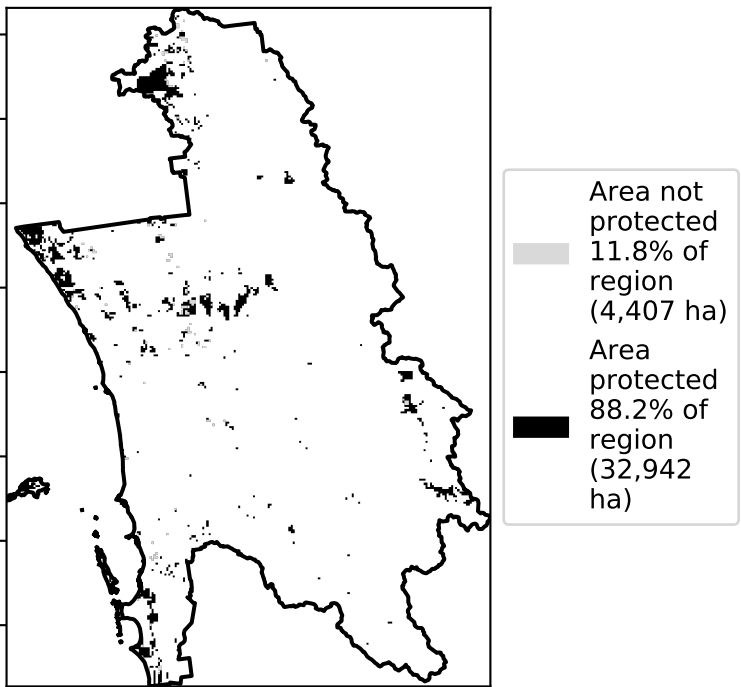 Area not
protected
11.8% of
region
(4,407 ha)
Area
protected
88.2% of
region
(32,942
ha)